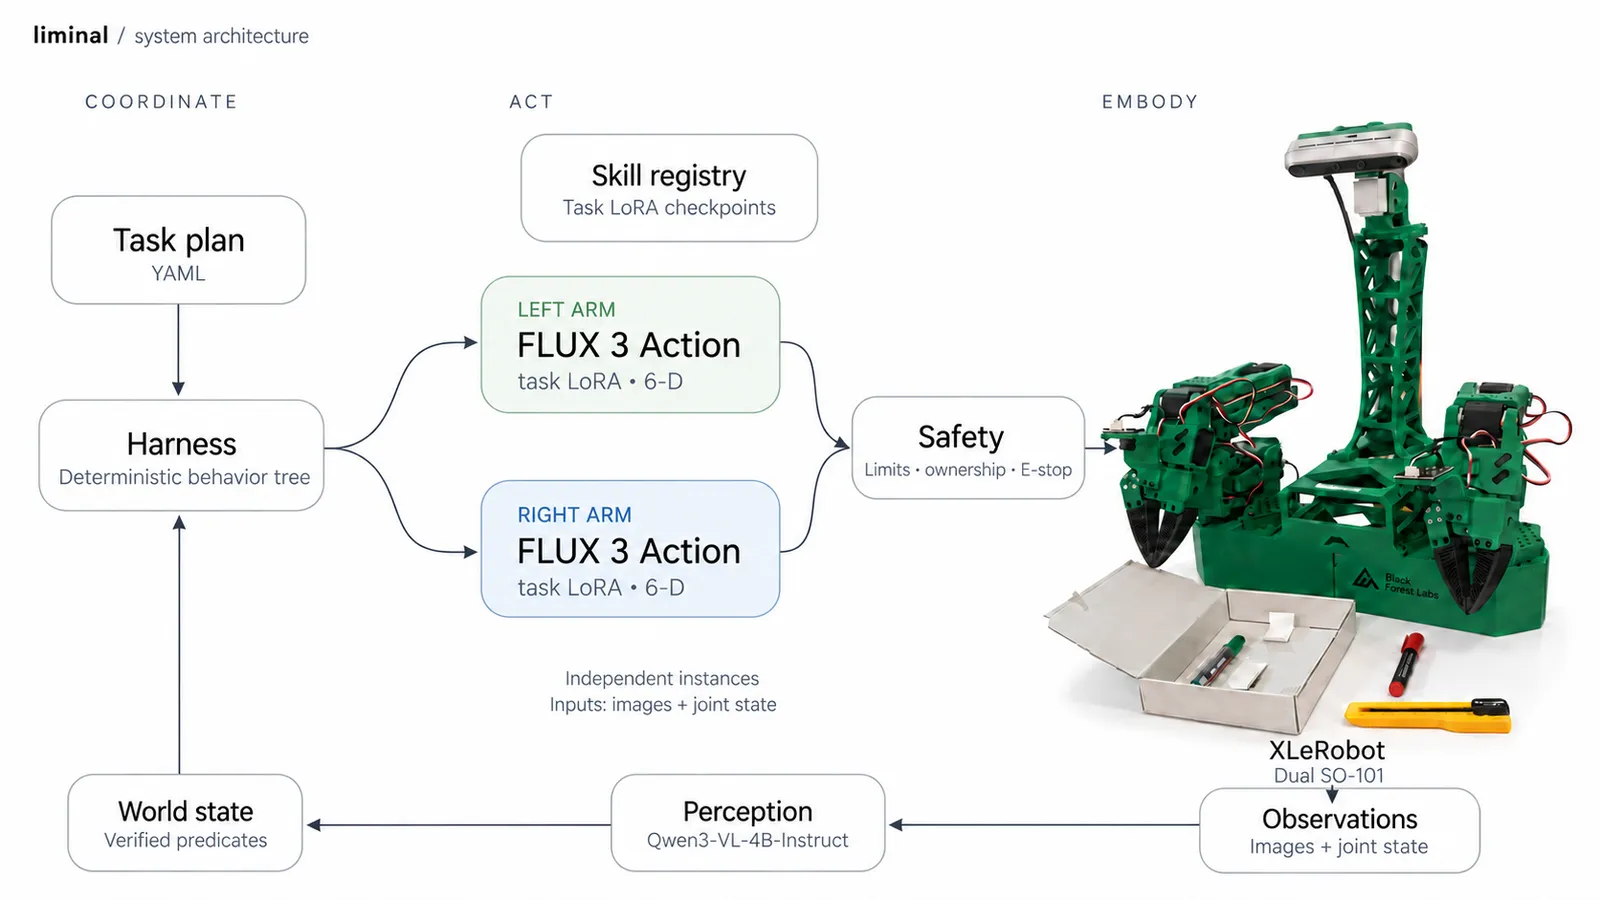 liminal / system architecture
COORDINATE
ACT
EMBODY
Skill registry
Task LoRA checkpoints
Task plan
YAML
LEFT ARM
FLUX 3 Action
task LoRA • 6-D
Harness
Deterministic behavior tree
Safety
Limits • ownership • E-stop
RIGHT ARM
FLUX 3 Action
task LoRA • 6-D
Black
Forest Labs
Independent instances
Inputs: images + joint state
XLeRobot
Dual SO-101
World state
Verified predicates
Perception
Qwen3-VL-4B-Instruct
Observations
Images + joint state